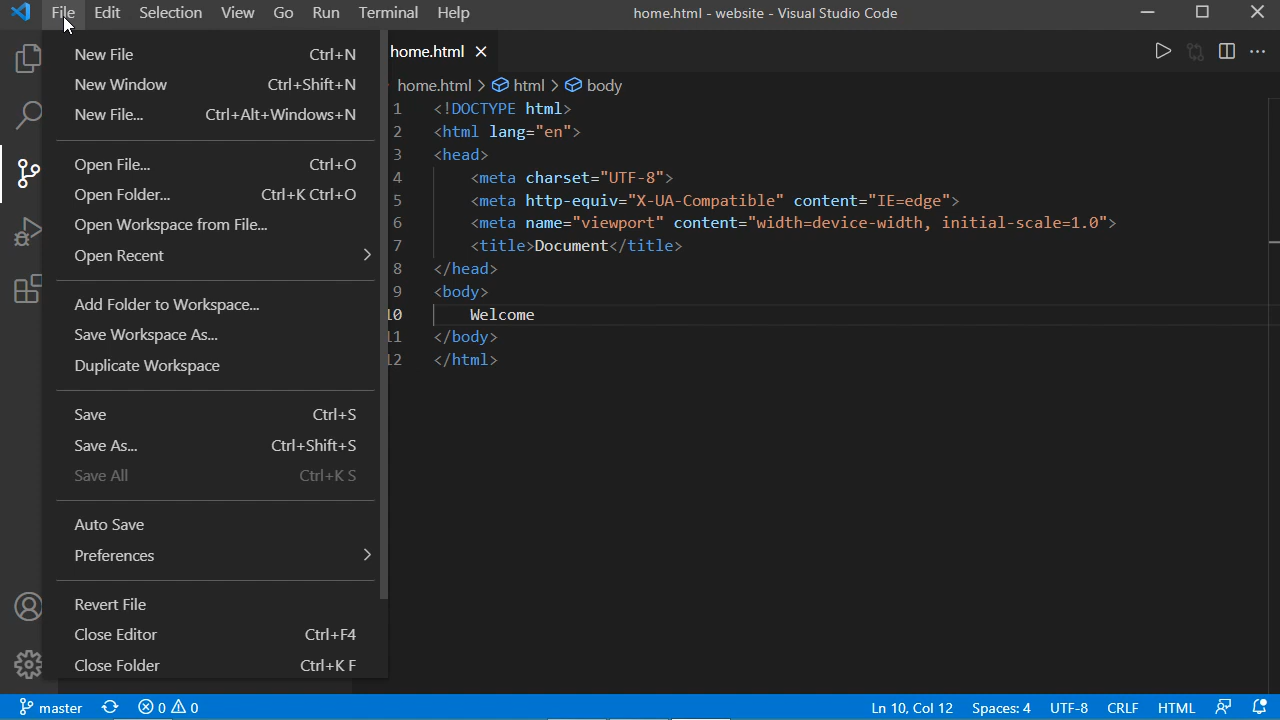 File Edit Selection View Go Run Terminal Help home.html - website - Visual Studio Code
New File Ctrl+N
New Window Ctrl+Shift+N
New File... Ctrl+Alt+Windows+N
Open File... Ctrl+O
Open Folder... Ctrl+K Ctrl+O
Open Workspace from File...
Open Recent
Add Folder to Workspace...
Save Workspace As...
Duplicate Workspace
Save Ctrl+S
Save As... Ctrl+Shift+S
Save All Ctrl+K S
Auto Save
Preferences
Revert File
Close Editor Ctrl+F4
Close Folder Ctrl+K F
home.html
home.html > html > body
1 <!DOCTYPE html>
2 <html lang="en">
3 <head>
4 <meta charset="UTF-8">
5 <meta http-equiv="X-UA-Compatible" content="IE=edge">
6 <meta name="viewport" content="width=device-width, initial-scale=1.0">
7 <title>Document</title>
8 </head>
9 <body>
10 Welcome
11 </body>
12 </html>
master 0 0 Ln 10, Col 12 Spaces: 4 UTF-8 CRLF HTML